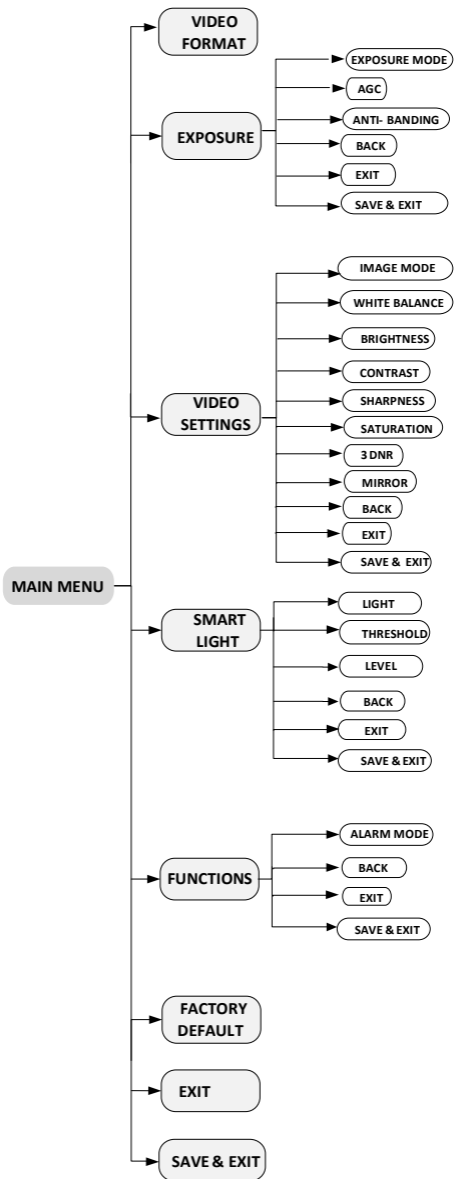 MAIN MENU
VIDEO
FORMAT
EXPOSURE
EXPOSURE MODE
AGC
ANTI- BANDING
BACK
EXIT
SAVE & EXIT
VIDEO
SETTINGS
IMAGE MODE
WHITE BALANCE
BRIGHTNESS
CONTRAST
SHARPNESS
SATURATION
3 DNR
MIRROR
BACK
EXIT
SAVE & EXIT
SMART
LIGHT
LIGHT
THRESHOLD
LEVEL
BACK
EXIT
SAVE & EXIT
FUNCTIONS
ALARM MODE
BACK
EXIT
SAVE & EXIT
FACTORY
DEFAULT
EXIT
SAVE & EXIT